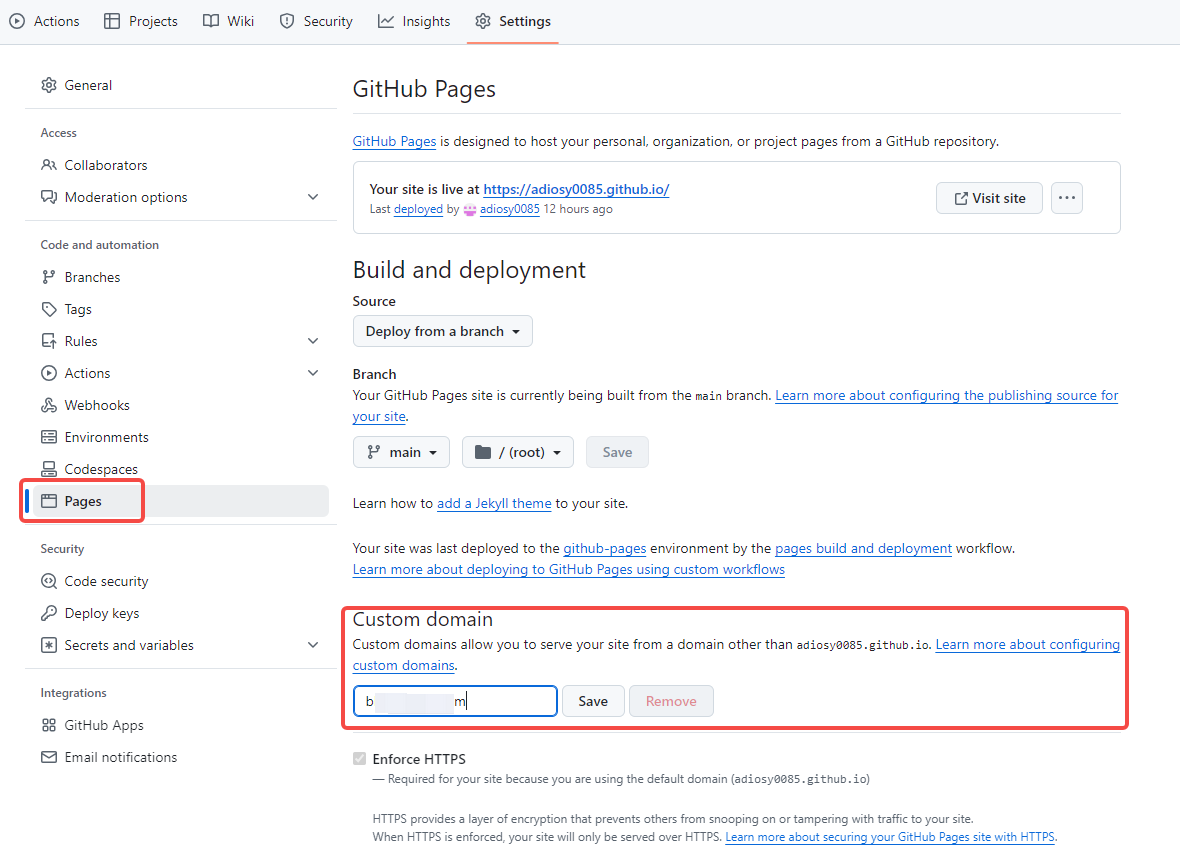 Actions Projects Wiki Security Insights Settings
General
Access
Collaborators
Moderation options
Code and automation
Branches
Tags
Rules
Actions
Webhooks
Environments
Codespaces
Pages
Security
Code security
Deploy keys
Secrets and variables
Integrations
GitHub Apps
Email notifications
GitHub Pages
GitHub Pages is designed to host your personal, organization, or project pages from a GitHub repository.
Your site is live at https://adiosy0085.github.io/
Last deployed by adiosy0085 12 hours ago
Visit site
Build and deployment
Source
Deploy from a branch
Branch
Your GitHub Pages site is currently being built from the main branch. Learn more about configuring the publishing source for
your site.
main / (root) Save
Learn how to add a Jekyll theme to your site.
Your site was last deployed to the github-pages environment by the pages build and deployment workflow.
Learn more about deploying to GitHub Pages using custom workflows
Custom domain
Custom domains allow you to serve your site from a domain other than adiosy0085.github.io. Learn more about configuring
custom domains.
Save Remove
Enforce HTTPS
— Required for your site because you are using the default domain (adiosy0085.github.io)
HTTPS provides a layer of encryption that prevents others from snooping on or tampering with traffic to your site.
When HTTPS is enforced, your site will only be served over HTTPS. Learn more about securing your GitHub Pages site with HTTPS.